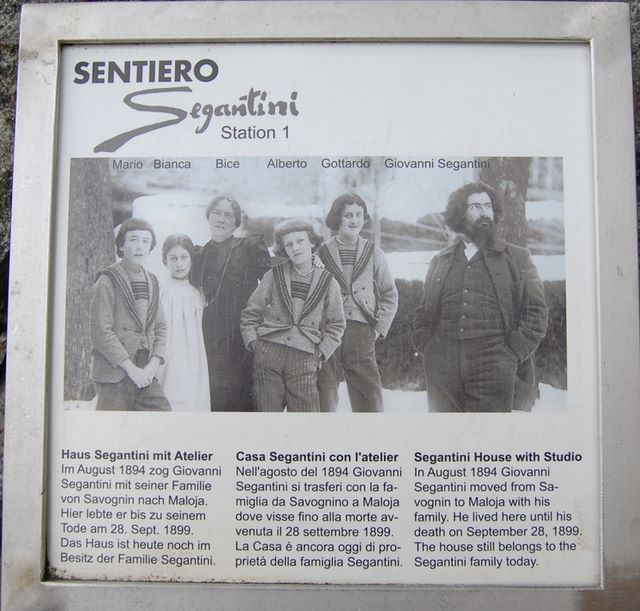 SENTIERO
Segantini
Station 1
Mario Bianca Bice Alberto Gottardo Giovanni Segantini
Haus Segantini mit Atelier
Im August 1894 zog Giovanni
Segantini mit seiner Familie
von Savognin nach Maloja.
Hier lebte er bis zu seinem
Tode am 28. Sept. 1899.
Das Haus ist heute noch im
Besitz der Familie Segantini.
Casa Segantini con l'atelier
Nell'agosto del 1894 Giovanni
Segantini si trasferi con la fa-
miglia da Savognino a Maloja
dove visse fino alla morte av-
venuta il 28 settembre 1899.
La Casa è ancora oggi di pro-
prietà della famiglia Segantini.
Segantini House with Studio
In August 1894 Giovanni
Segantini moved from Sa-
vognin to Maloja with his
family. He lived here until his
death on September 28, 1899.
The house still belongs to the
Segantini family today.